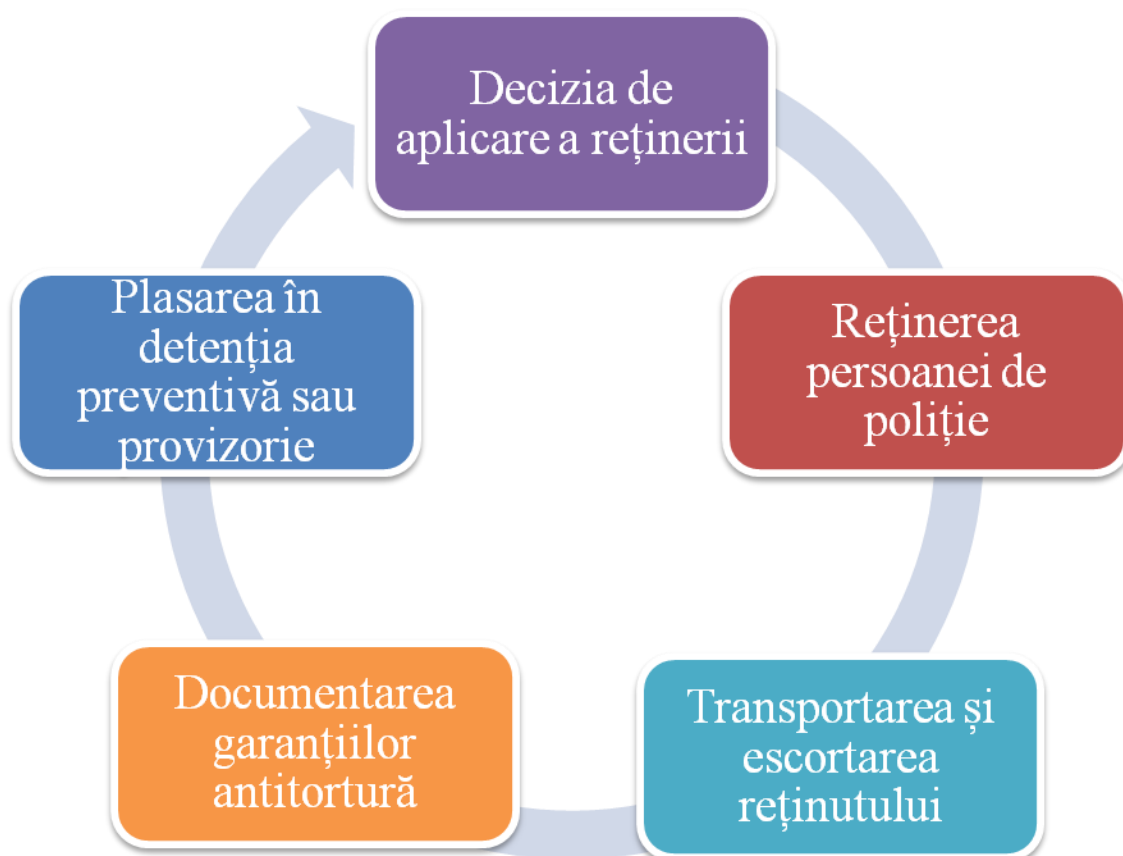 Decizia de
aplicare a reținerii
Reținerea
persoanei de
poliție
Transportarea și
escortarea
reținutului
Documentarea
garanțiilor
antitortură
Plasarea în
detenția
preventivă sau
provizorie